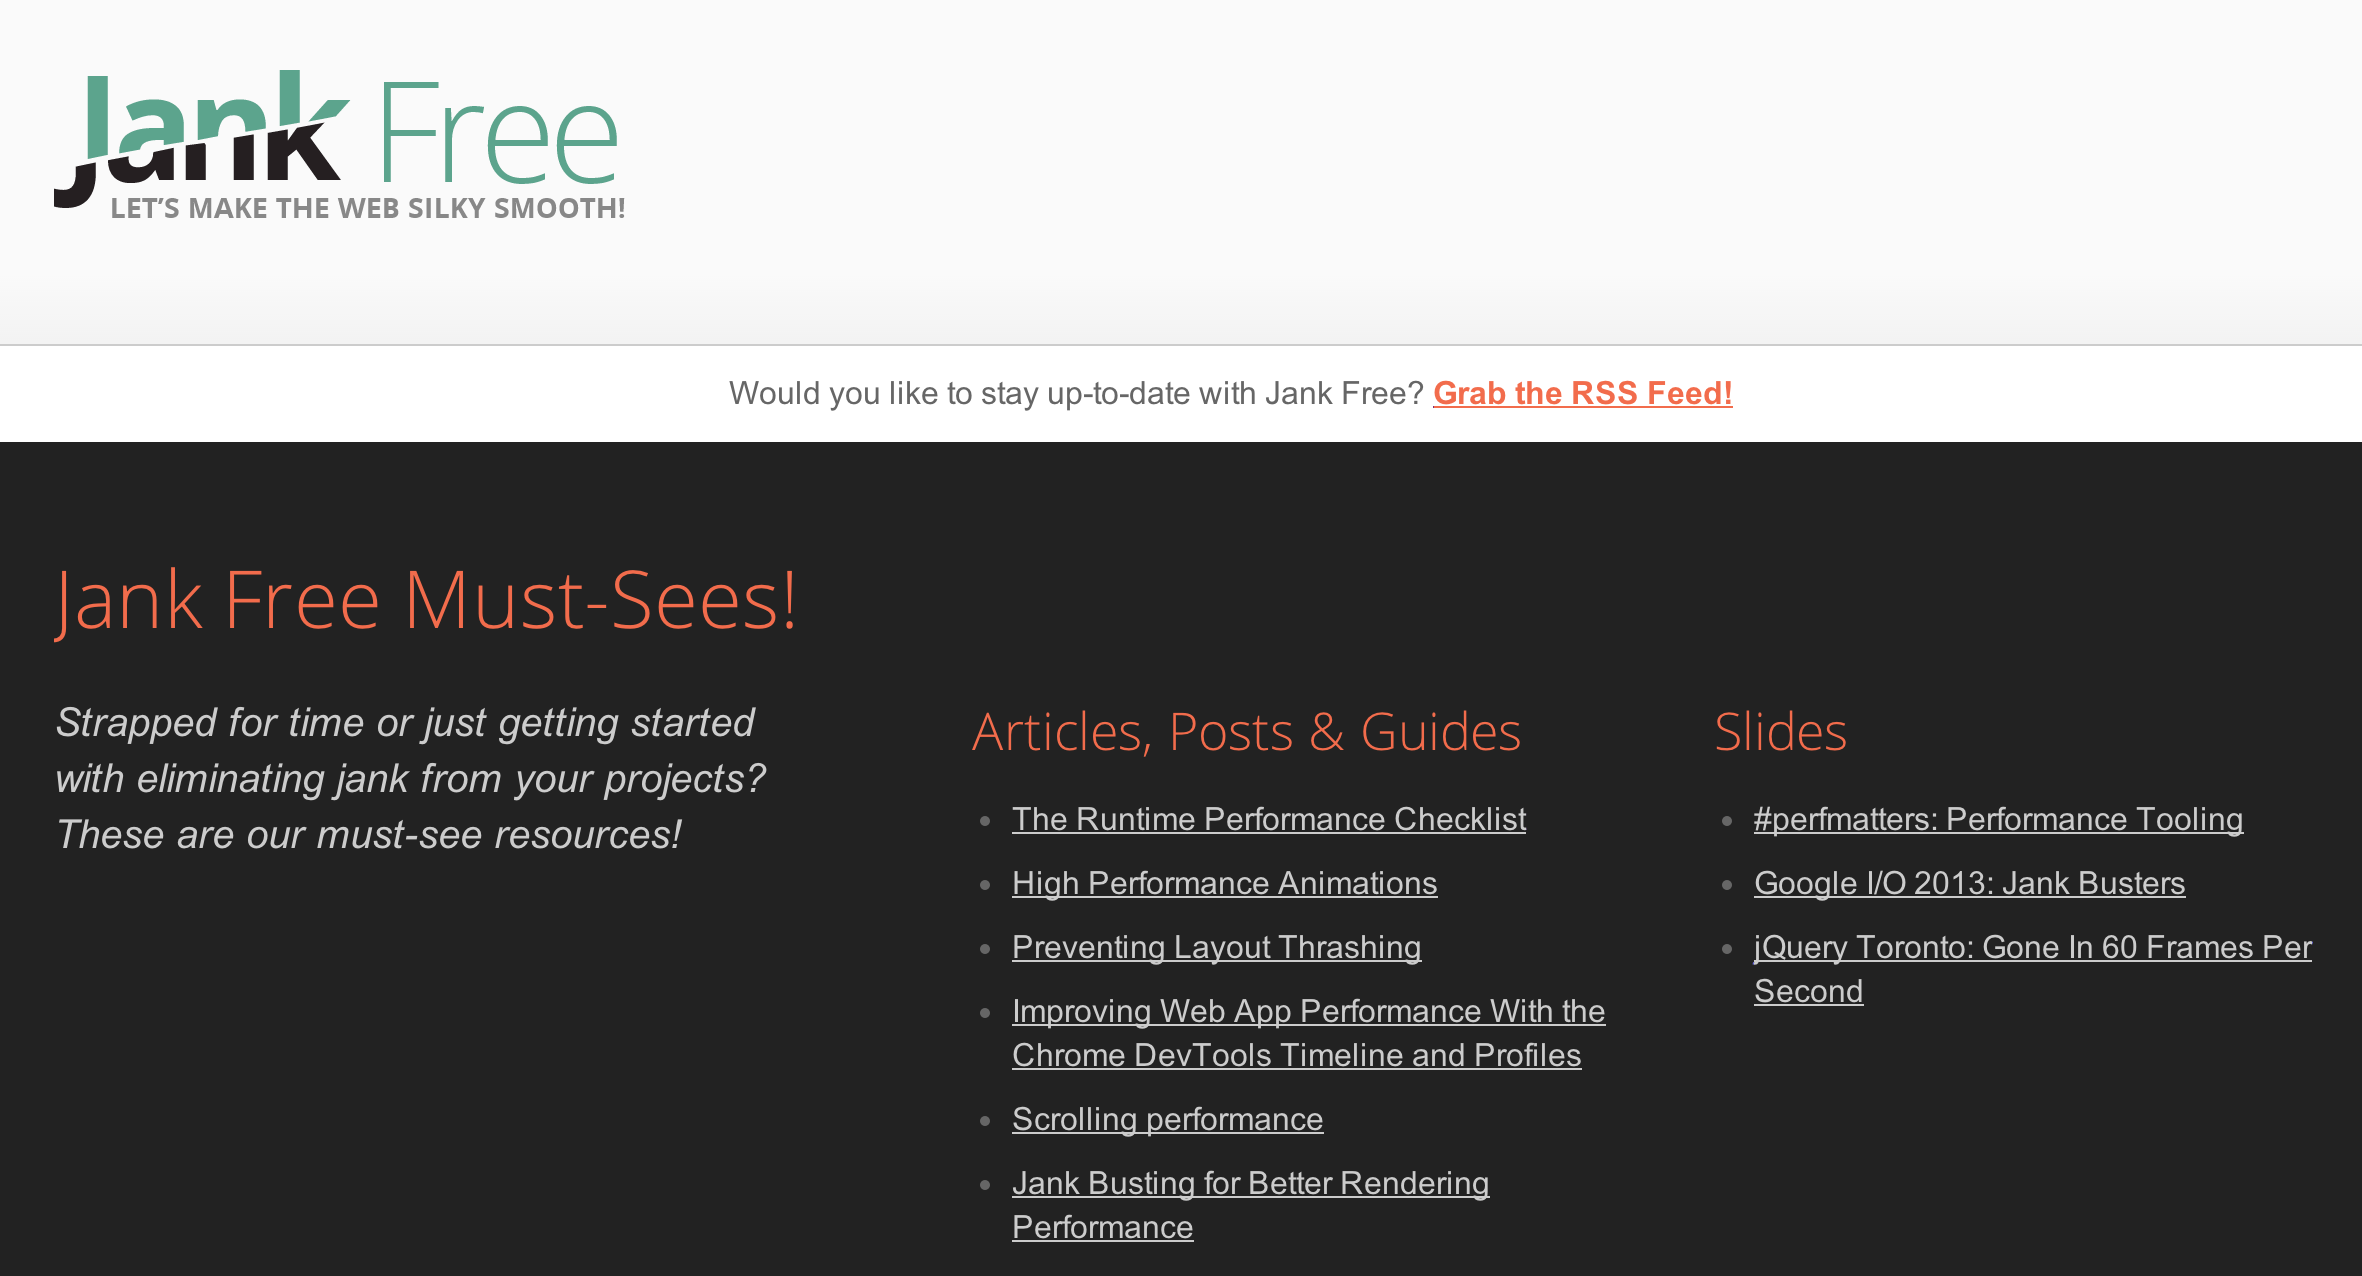 Jank Free
LET’S MAKE THE WEB SILKY SMOOTH!
Would you like to stay up-to-date with Jank Free? Grab the RSS Feed!
Jank Free Must-Sees!
Strapped for time or just getting started
with eliminating jank from your projects?
These are our must-see resources!
Articles, Posts & Guides
The Runtime Performance Checklist
High Performance Animations
Preventing Layout Thrashing
Improving Web App Performance With the
Chrome DevTools Timeline and Profiles
Scrolling performance
Jank Busting for Better Rendering
Performance
Slides
#perfmatters: Performance Tooling
Google I/O 2013: Jank Busters
jQuery Toronto: Gone In 60 Frames Per
Second